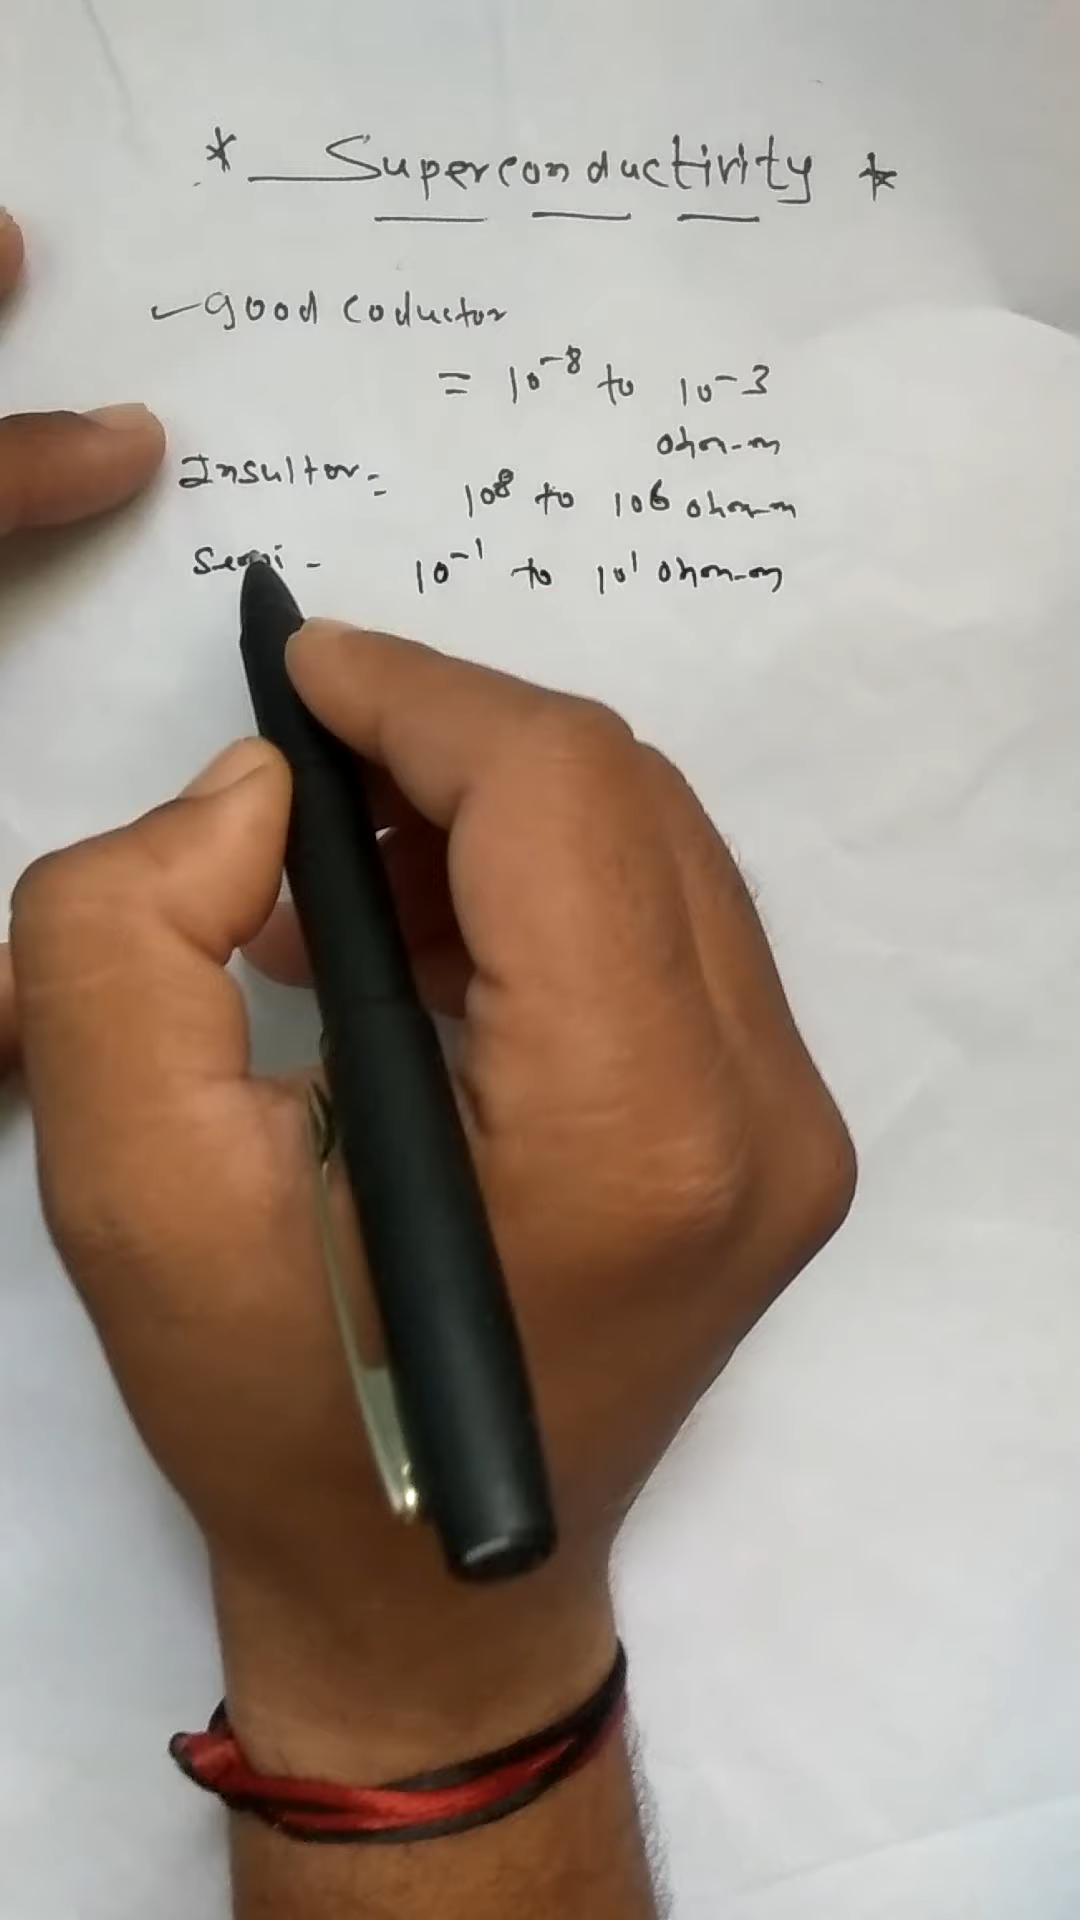 * Superconductivity *
good coductor
= 10⁻⁸ to 10⁻³
ohm-m
Insultor = 10⁸ to 10⁶ ohm-m
Semi - 10⁻¹ to 10¹ ohm-m